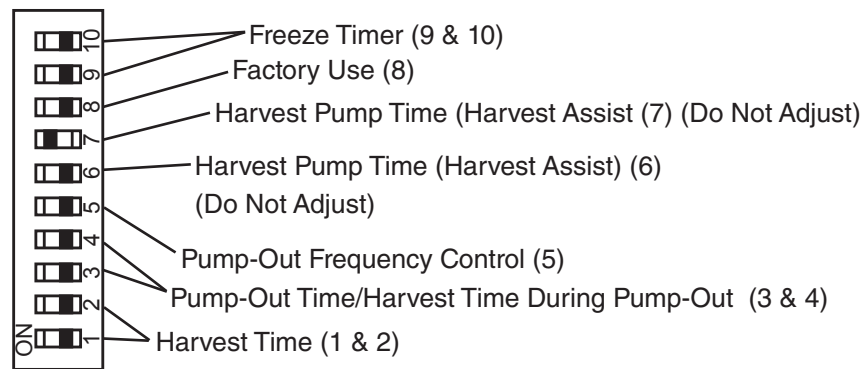 10
Freeze Timer (9 & 10)
9
Factory Use (8)
8
Harvest Pump Time (Harvest Assist (7) (Do Not Adjust)
7
Harvest Pump Time (Harvest Assist) (6)
(Do Not Adjust)
6
5
Pump-Out Frequency Control (5)
4
3
Pump-Out Time/Harvest Time During Pump-Out (3 & 4)
2
Harvest Time (1 & 2)
1
ON